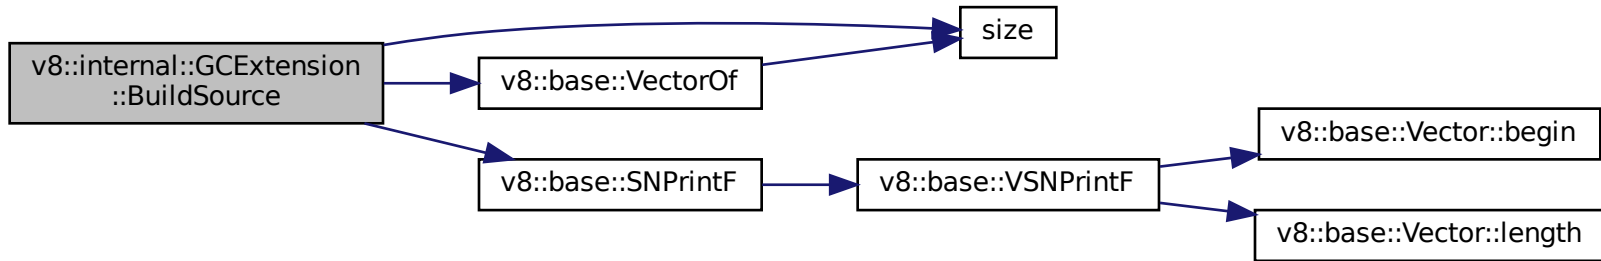 v8::internal::GCExtension
::BuildSource
size
v8::base::VectorOf
v8::base::SNPrintF
v8::base::VSNPrintF
v8::base::Vector::begin
v8::base::Vector::length